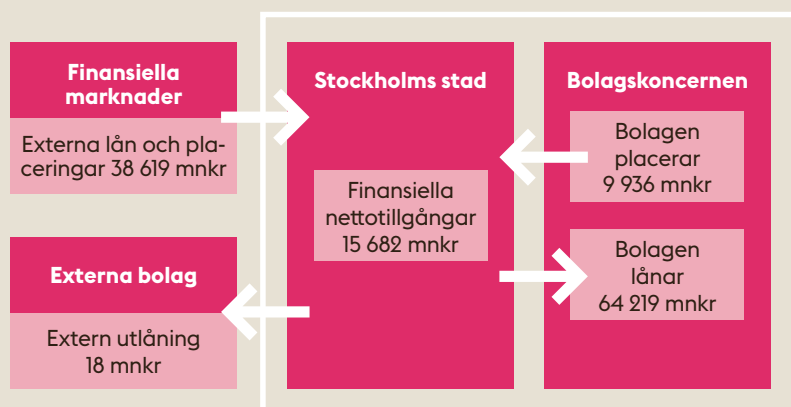 Finansiella
marknader
Externa lån och pla-
ceringar 38 619 mnkr
Externa bolag
Extern utlåning
18 mnkr
Stockholms stad
Finansiella
nettotillgångar
15 682 mnkr
Bolagskoncernen
Bolagen
placerar
9 936 mnkr
Bolagen
lånar
64 219 mnkr